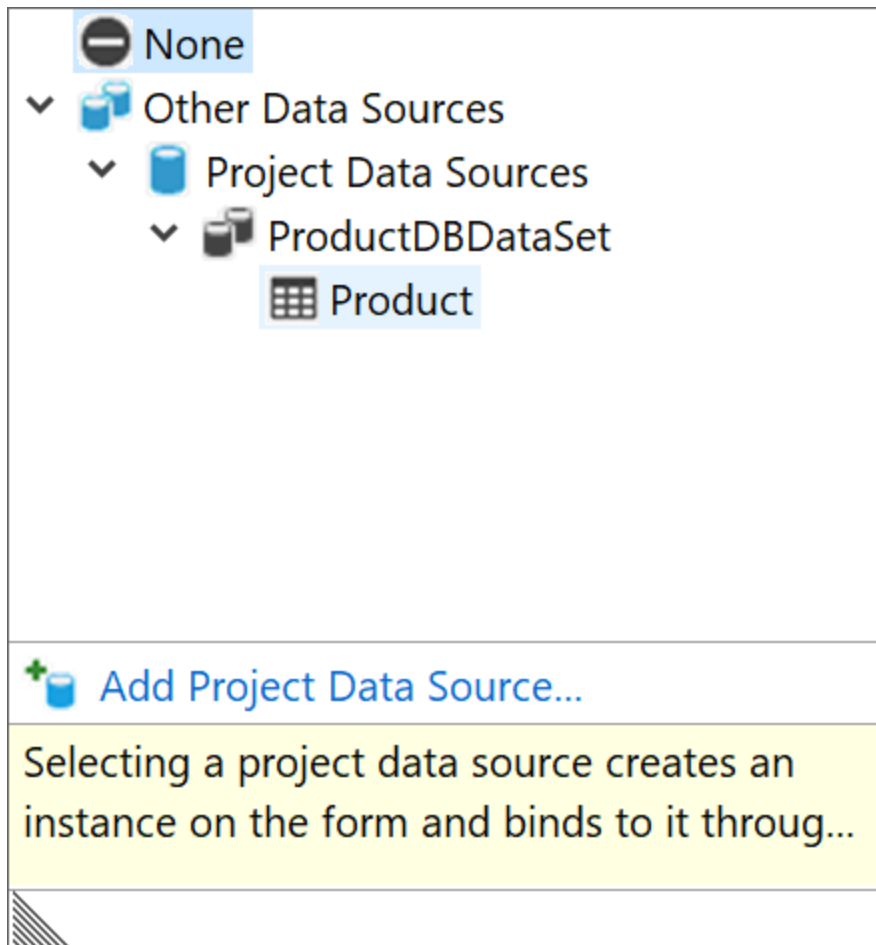 None
Other Data Sources
Project Data Sources
ProductDBDataSet
Product
Add Project Data Source...
Selecting a project data source creates an
instance on the form and binds to it throug...